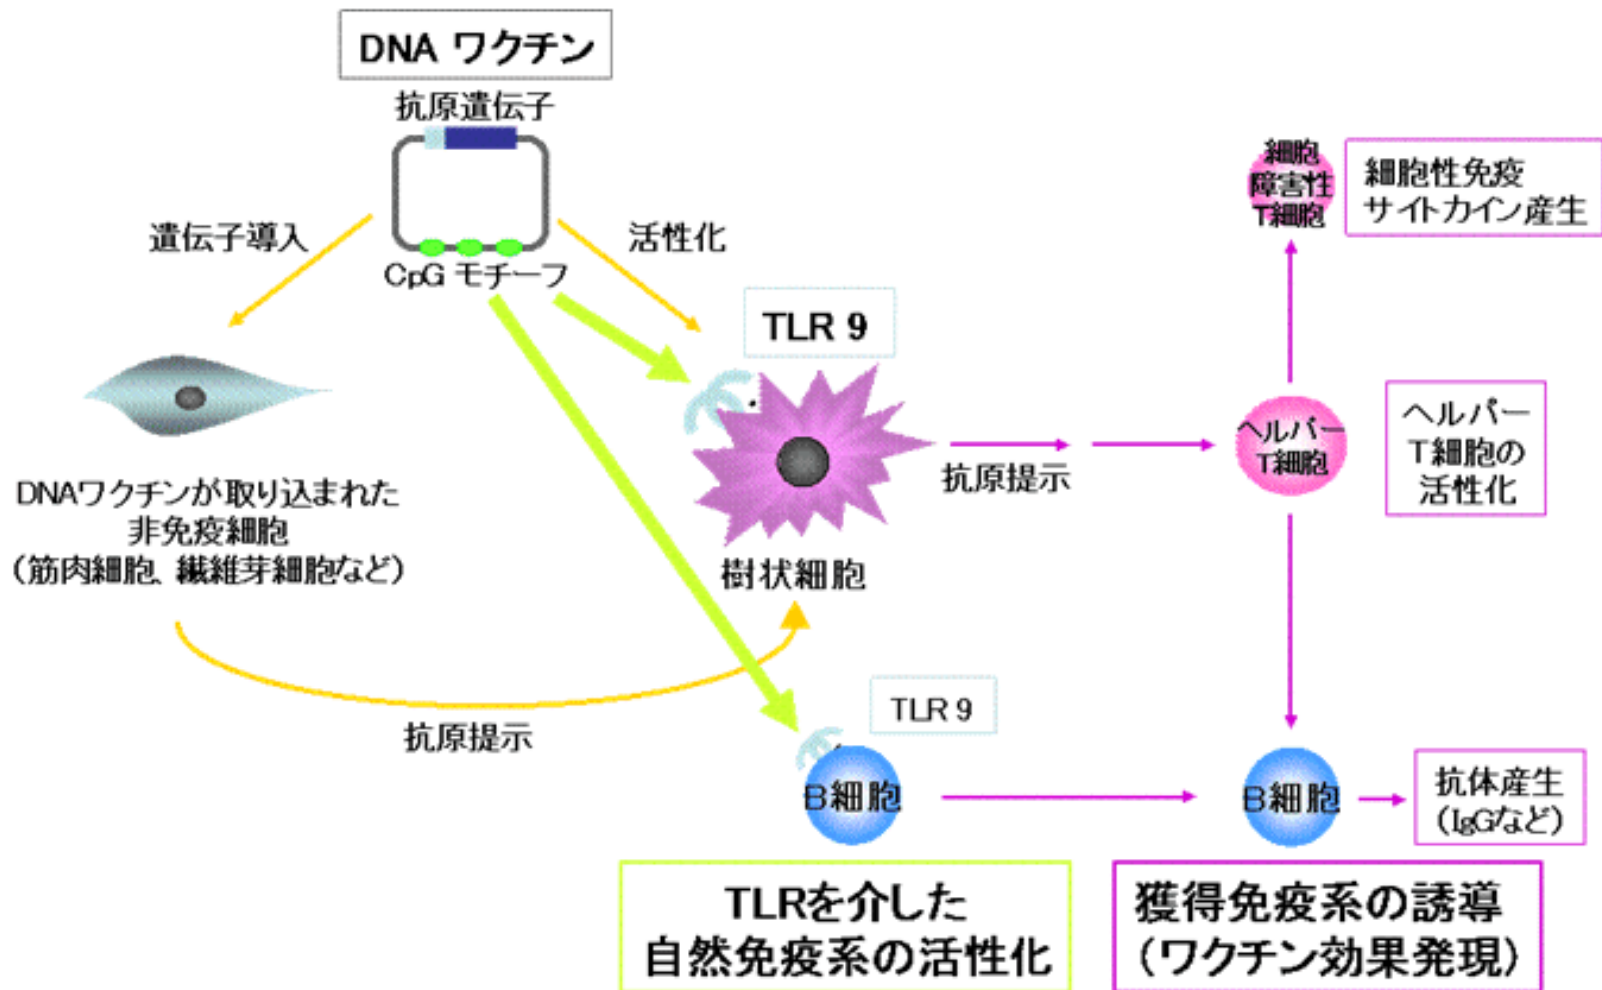 DNA ワクチン
抗原遺伝子
遺伝子導入
活性化
CpG モチーフ
TLR 9
DNAワクチンが取り込まれた
非免疫細胞
(筋肉細胞、繊維芽細胞など)
樹状細胞
抗原提示
抗原提示
細胞
障害性
T細胞
細胞性免疫
サイトカイン産生
ヘルパー
T細胞
ヘルパー
T細胞の
活性化
TLR 9
B細胞
B細胞
抗体産生
(IgGなど)
TLRを介した
自然免疫系の活性化
獲得免疫系の誘導
(ワクチン効果発現)